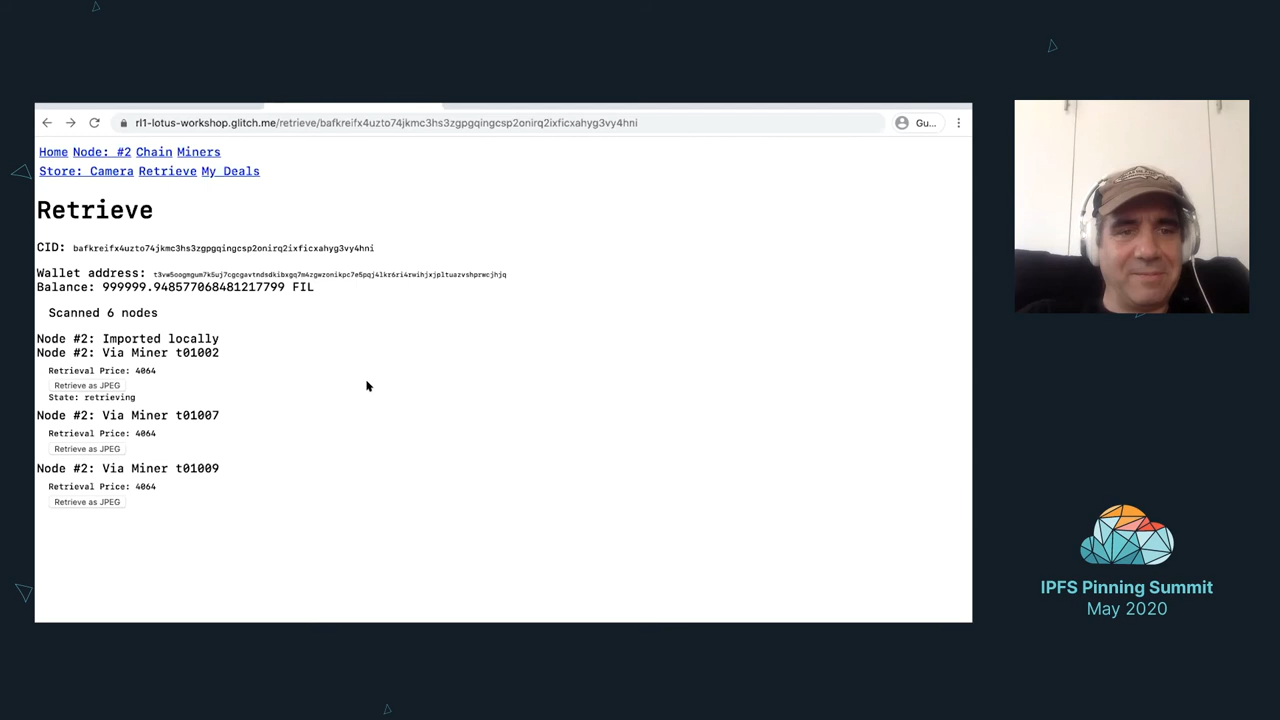 rl1-lotus-workshop.glitch.me/retrieve/bafkreifx4uzto74jkmc3hs3zgpgqingcsp2onirq2ixficxahyg3vy4hni
Gu...
Home Node: #2 Chain Miners
Store: Camera Retrieve My Deals
Retrieve
CID: bafkreifx4uzto74jkmc3hs3zgpgqingcsp2onirq2ixficxahyg3vy4hni
Wallet address:
Balance: 999999.948577068481217799 FIL
Scanned 6 nodes
Node #2: Imported locally
Node #2: Via Miner t01002
Retrieval Price: 4064
Retrieve as JPEG
State: retrieving
Node #2: Via Miner t01007
Retrieval Price: 4064
Retrieve as JPEG
Node #2: Via Miner t01009
Retrieval Price: 4064
Retrieve as JPEG
IPFS Pinning Summit
May 2020